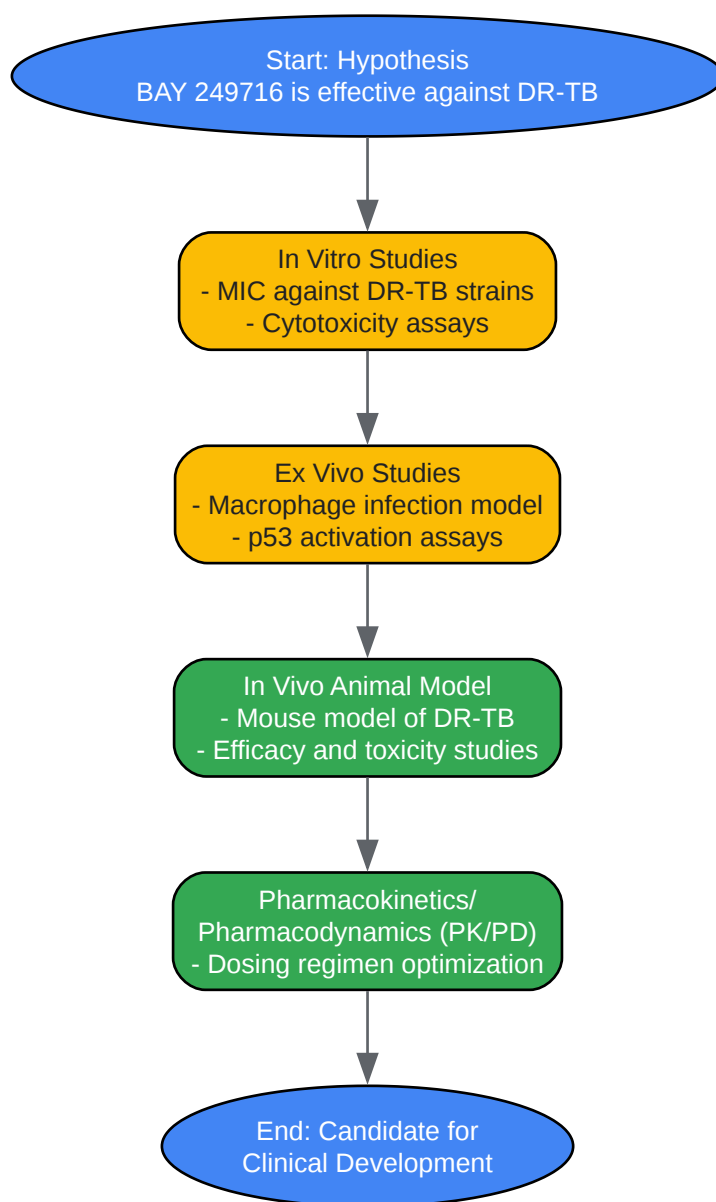 Start: Hypothesis
BAY 249716 is effective against DR-TB
In Vitro Studies
- MIC against DR-TB strains
- Cytotoxicity assays
Ex Vivo Studies
- Macrophage infection model
- p53 activation assays
In Vivo Animal Model
- Mouse model of DR-TB
- Efficacy and toxicity studies
Pharmacokinetics/
Pharmacodynamics (PK/PD)
- Dosing regimen optimization
End: Candidate for
Clinical Development